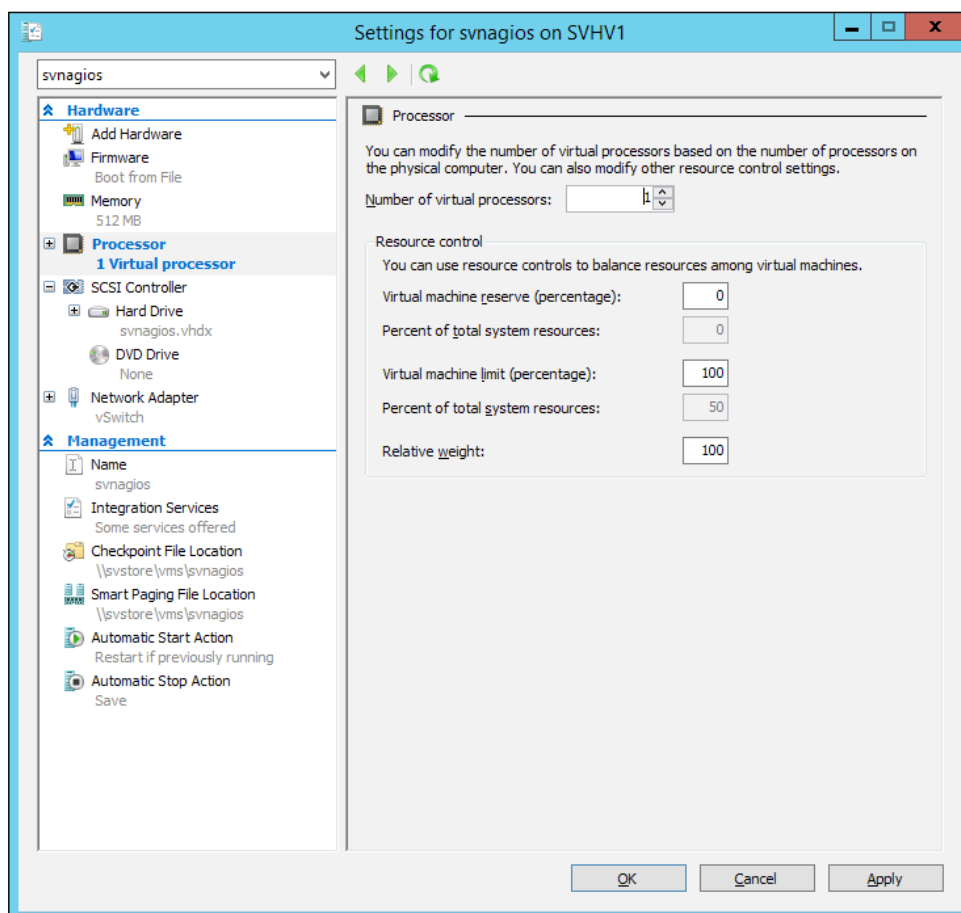 Settings for svnagios on SVHV1
svnagios
Hardware
Add Hardware
Firmware
Boot from File
Memory
512 MB
Processor
1 Virtual processor
SCSI Controller
Hard Drive
svnagios.vhdx
DVD Drive
None
Network Adapter
vSwitch
Management
Name
svnagios
Integration Services
Some services offered
Checkpoint File Location
\\svstore\vms\svnagios
Smart Paging File Location
\\svstore\vms\svnagios
Automatic Start Action
Restart if previously running
Automatic Stop Action
Save
Processor
You can modify the number of virtual processors based on the number of processors on
the physical computer. You can also modify other resource control settings.
Number of virtual processors: 1
Resource control
You can use resource controls to balance resources among virtual machines.
Virtual machine reserve (percentage): 0
Percent of total system resources: 0
Virtual machine limit (percentage): 100
Percent of total system resources: 50
Relative weight: 100
OK Cancel Apply